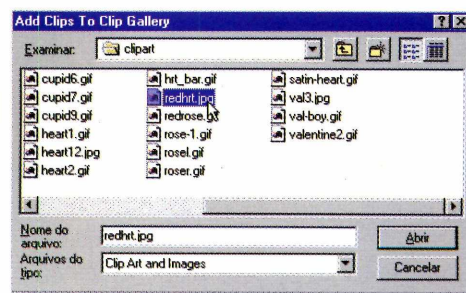 Add Clips To Clip Gallery
Examinar: clipart
cupid6.gif
cupid7.gif
cupid9.gif
heart1.gif
heart12.jpg
heart2.gif
hrt_bar.gif
redhrt.jpg
redrose.
rose-1.gif
rosel.gif
roser.gif
satin-heart.gif
val3.jpg
val-boy.gif
valentine2.gif
Nome do arquivo: redhrt.jpg
Abrir
Arquivos do tipo: Clip Art and Images
Cancelar